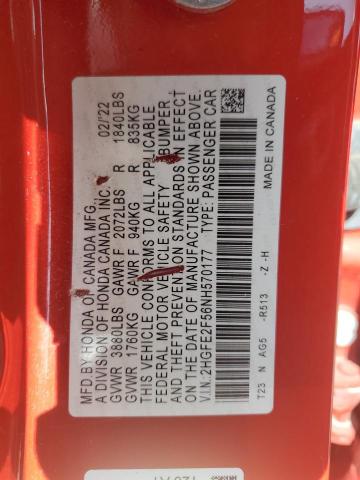 MFD. BY HONDA OF CANADA MFG.,
A DIVISION OF HONDA CANADA INC. 02/'22
GVWR 3880LBS GAWR F 2072LBS R 1840LBS
GVWR 1760KG GAWR F 940KG R 835KG
THIS VEHICLE CONFORMS TO ALL APPLICABLE
FEDERAL MOTOR VEHICLE SAFETY, BUMPER
AND THEFT PREVENTION STANDARDS IN EFFECT
ON THE DATE OF MANUFACTURE SHOWN ABOVE.
V.I.N.:2HGFE2F56NH570177 TYPE: PASSENGER CAR
T23 N AG5 -R513 -Z -H MADE IN CANADA